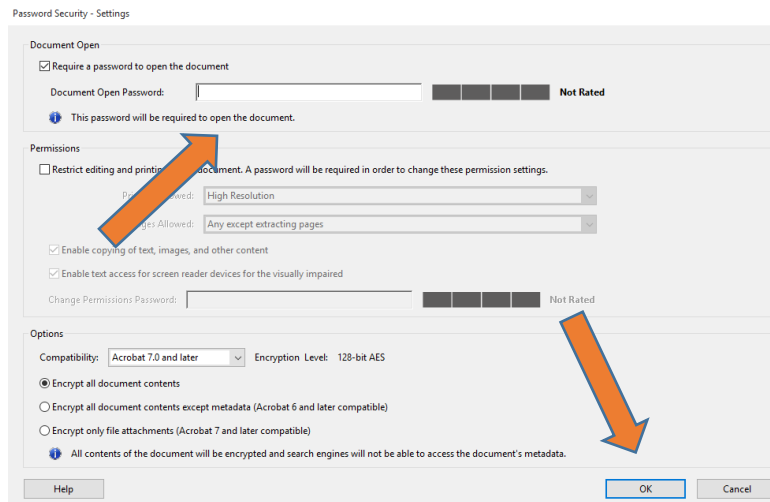 Password Security - Settings
Document Open
Require a password to open the document
Document Open Password: Not Rated
This password will be required to open the document.
Permissions
Restrict editing and printing document. A password will be required in order to change these permission settings.
Allowed: High Resolution
Allowed: Any except extracting pages
Enable copying of text, images, and other content
Enable text access for screen reader devices for the visually impaired
Change Permissions Password: Not Rated
Options
Compatibility: Acrobat 7.0 and later Encryption Level: 128-bit AES
Encrypt all document contents
Encrypt all document contents except metadata (Acrobat 6 and later compatible)
Encrypt only file attachments (Acrobat 7 and later compatible)
All contents of the document will be encrypted and search engines will not be able to access the document's metadata.
Help OK Cancel